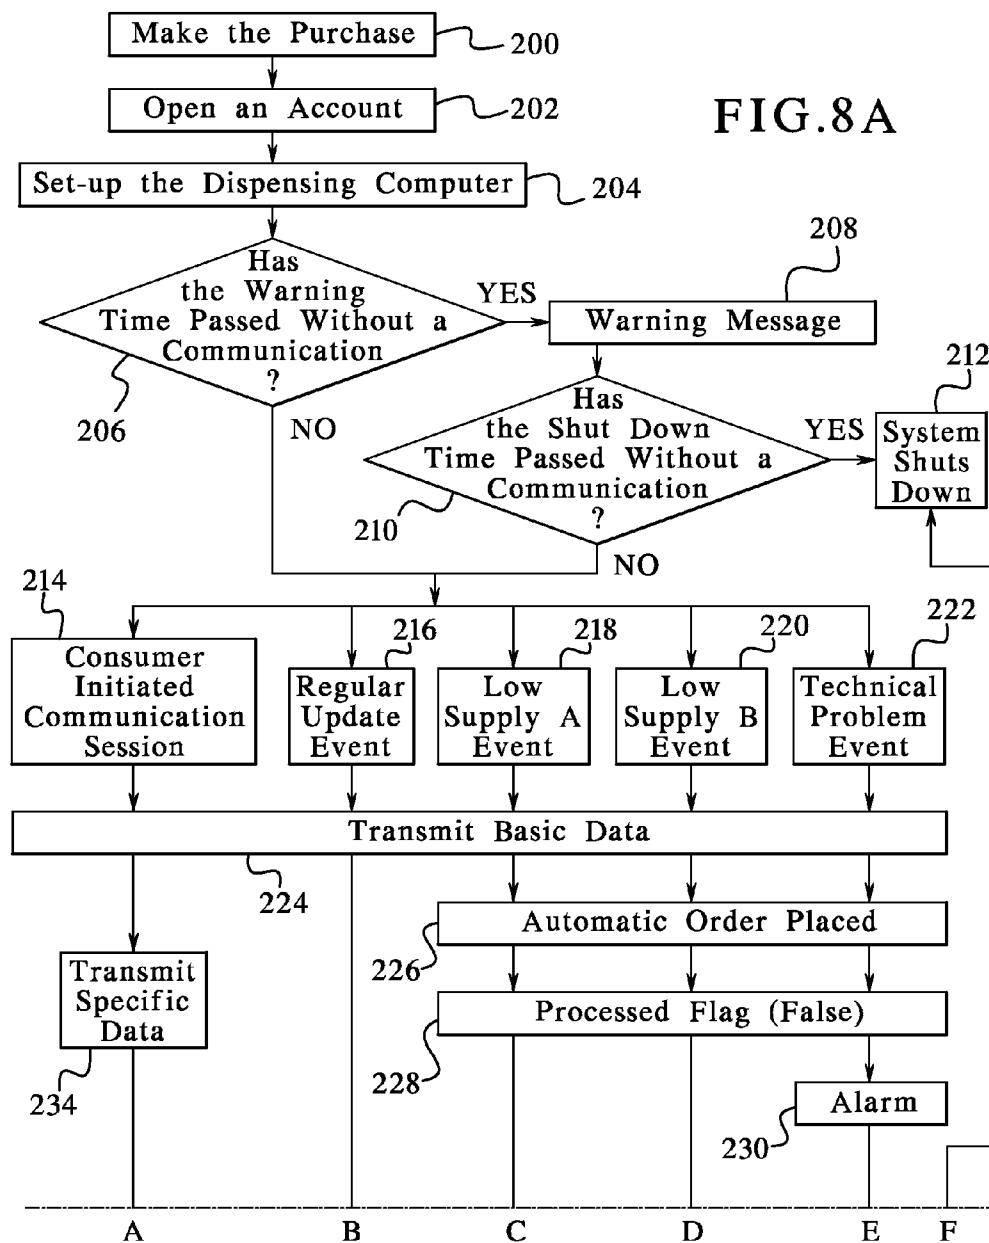 Make the Purchase
200
Open an Account
202
FIG.8A
Set-up the Dispensing Computer
204
Has
the Warning
Time Passed Without a
Communication
?
206
YES
NO
208
Warning Message
Has
the Shut Down
Time Passed Without a
Communication
?
210
YES
NO
212
System
Shuts
Down
214
Consumer
Initiated
Communication
Session
216
Regular
Update
Event
218
Low
Supply A
Event
220
Low
Supply B
Event
222
Technical
Problem
Event
Transmit Basic Data
224
Automatic Order Placed
226
Transmit
Specific
Data
234
Processed Flag (False)
228
Alarm
230
A B C D E F